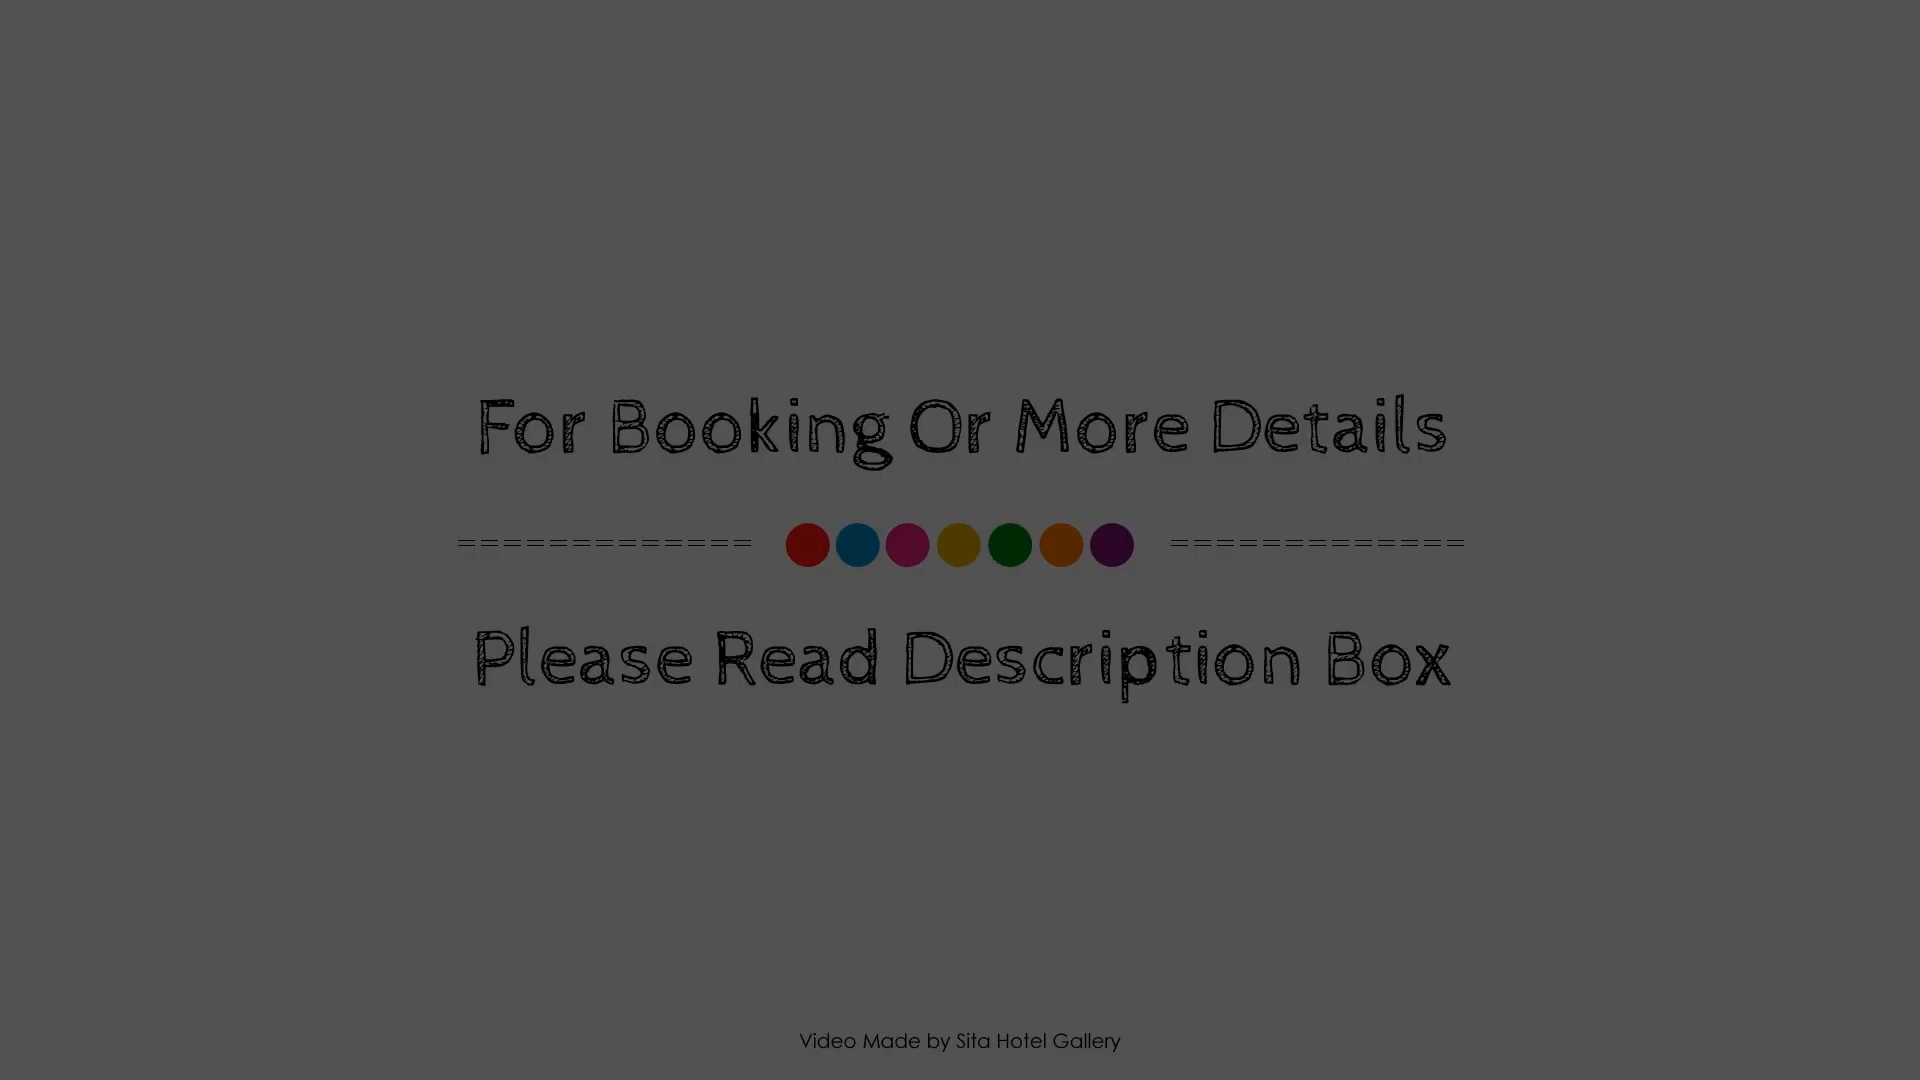 For Booking Or More Details
============= =============
Please Read Description Box
Video Made by Sita Hotel Gallery